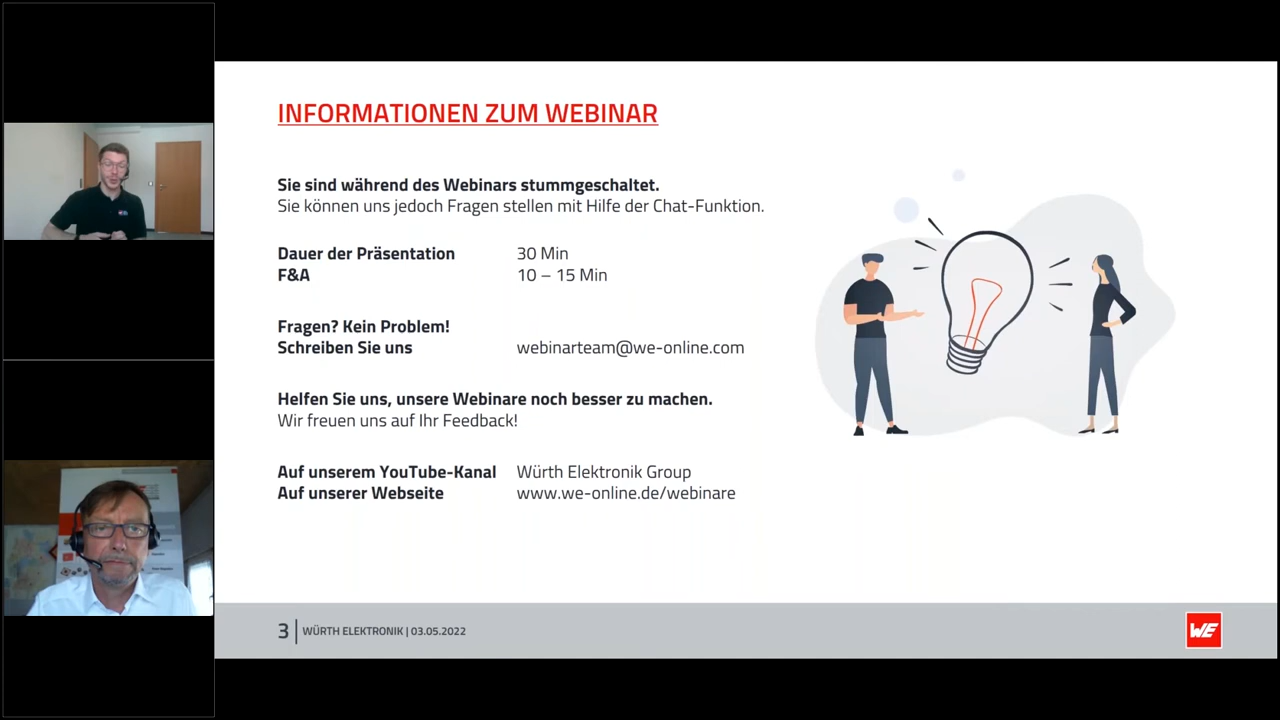 INFORMATIONEN ZUM WEBINAR
Sie sind während des Webinars stummgeschaltet.
Sie können uns jedoch Fragen stellen mit Hilfe der Chat-Funktion.
Dauer der Präsentation 30 Min
F&A 10 – 15 Min
Fragen? Kein Problem!
Schreiben Sie uns webinarteam@we-online.com
Helfen Sie uns, unsere Webinare noch besser zu machen.
Wir freuen uns auf Ihr Feedback!
Auf unserem YouTube-Kanal Würth Elektronik Group
Auf unserer Webseite www.we-online.de/webinare
3 | WÜRTH ELEKTRONIK | 03.05.2022
WE